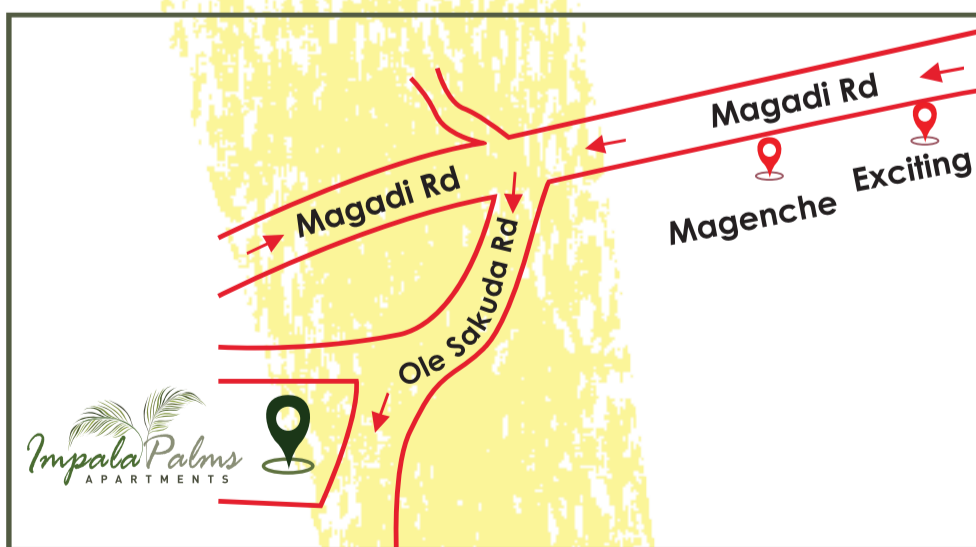 Magadi Rd
Exciting
Magenche
Magadi Rd
Ole Sakuda Rd
Impala Palms
APARTMENTS